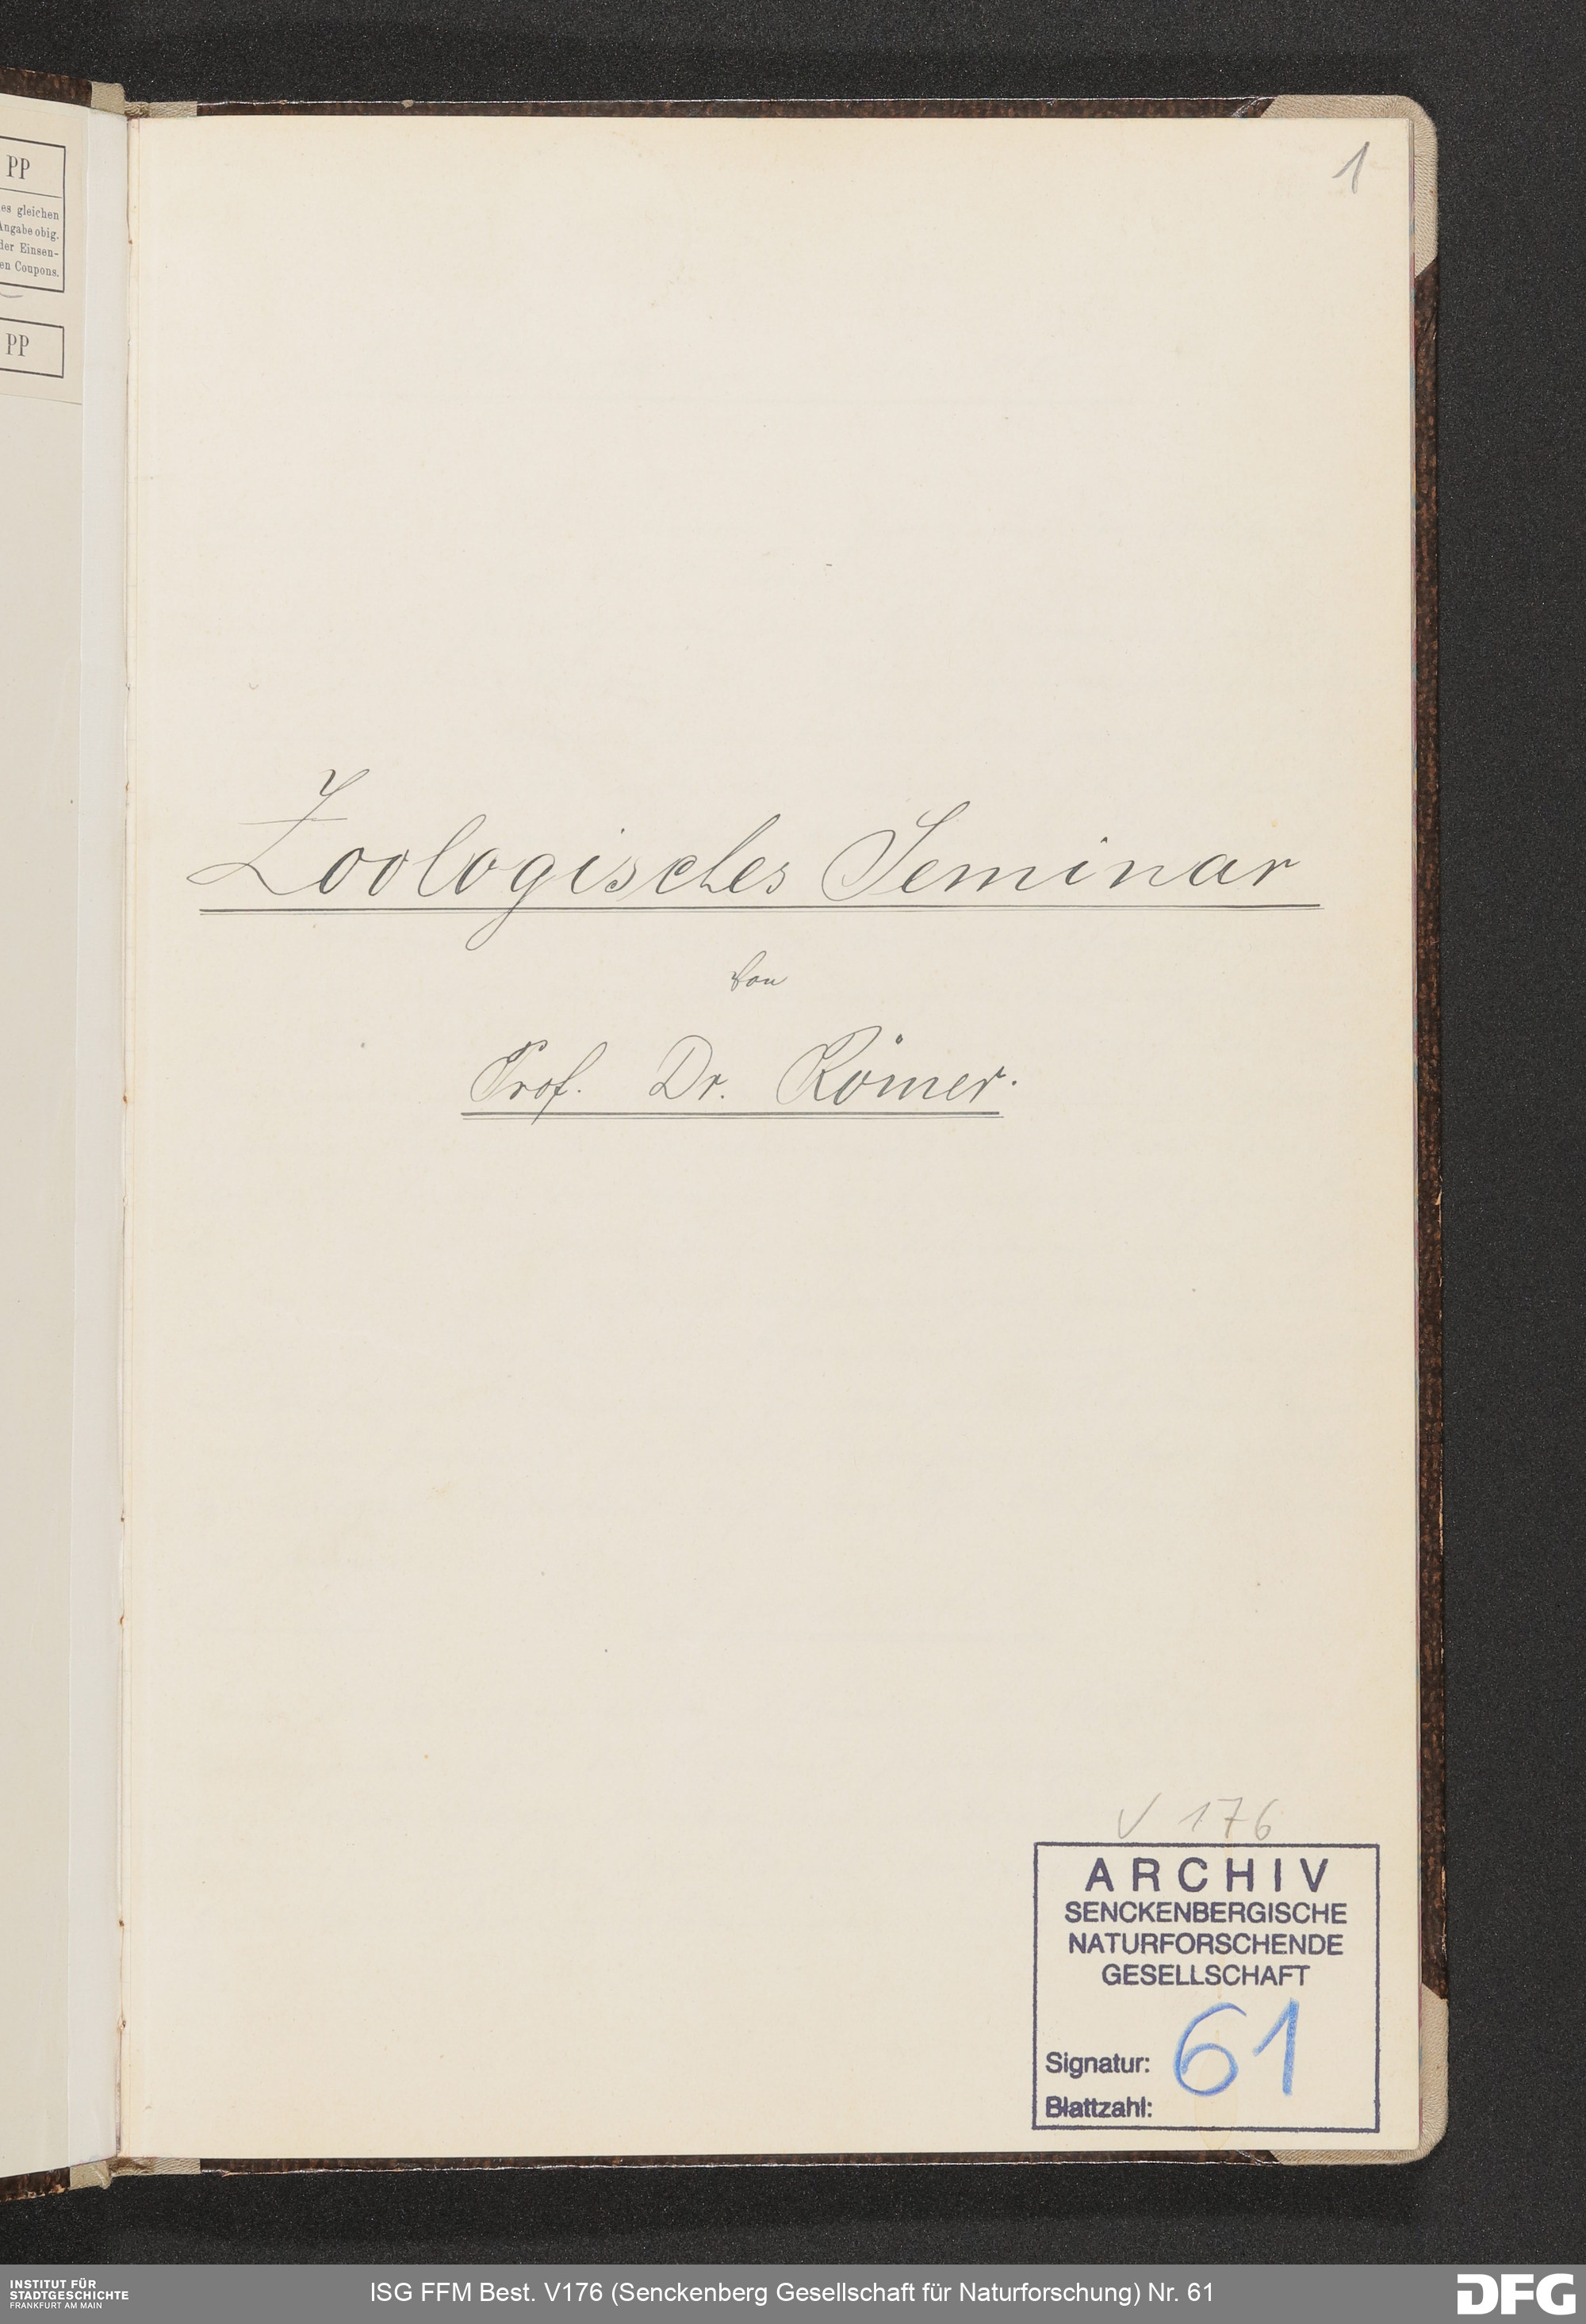 PP
es gleichen
Angabe obig.
der Einsen-
en Coupons.
PP
1
Zoologisches Seminar
von
Prof. Dr. Römer.
V 176
ARCHIV
SENCKENBERGISCHE
NATURFORSCHENDE
GESELLSCHAFT
Signatur: 61
Blattzahl:
INSTITUT FÜR
STADTGESCHICHTE
FRANKFURT AM MAIN
ISG FFM Best. V176 (Senckenberg Gesellschaft für Naturforschung) Nr. 61
DFG